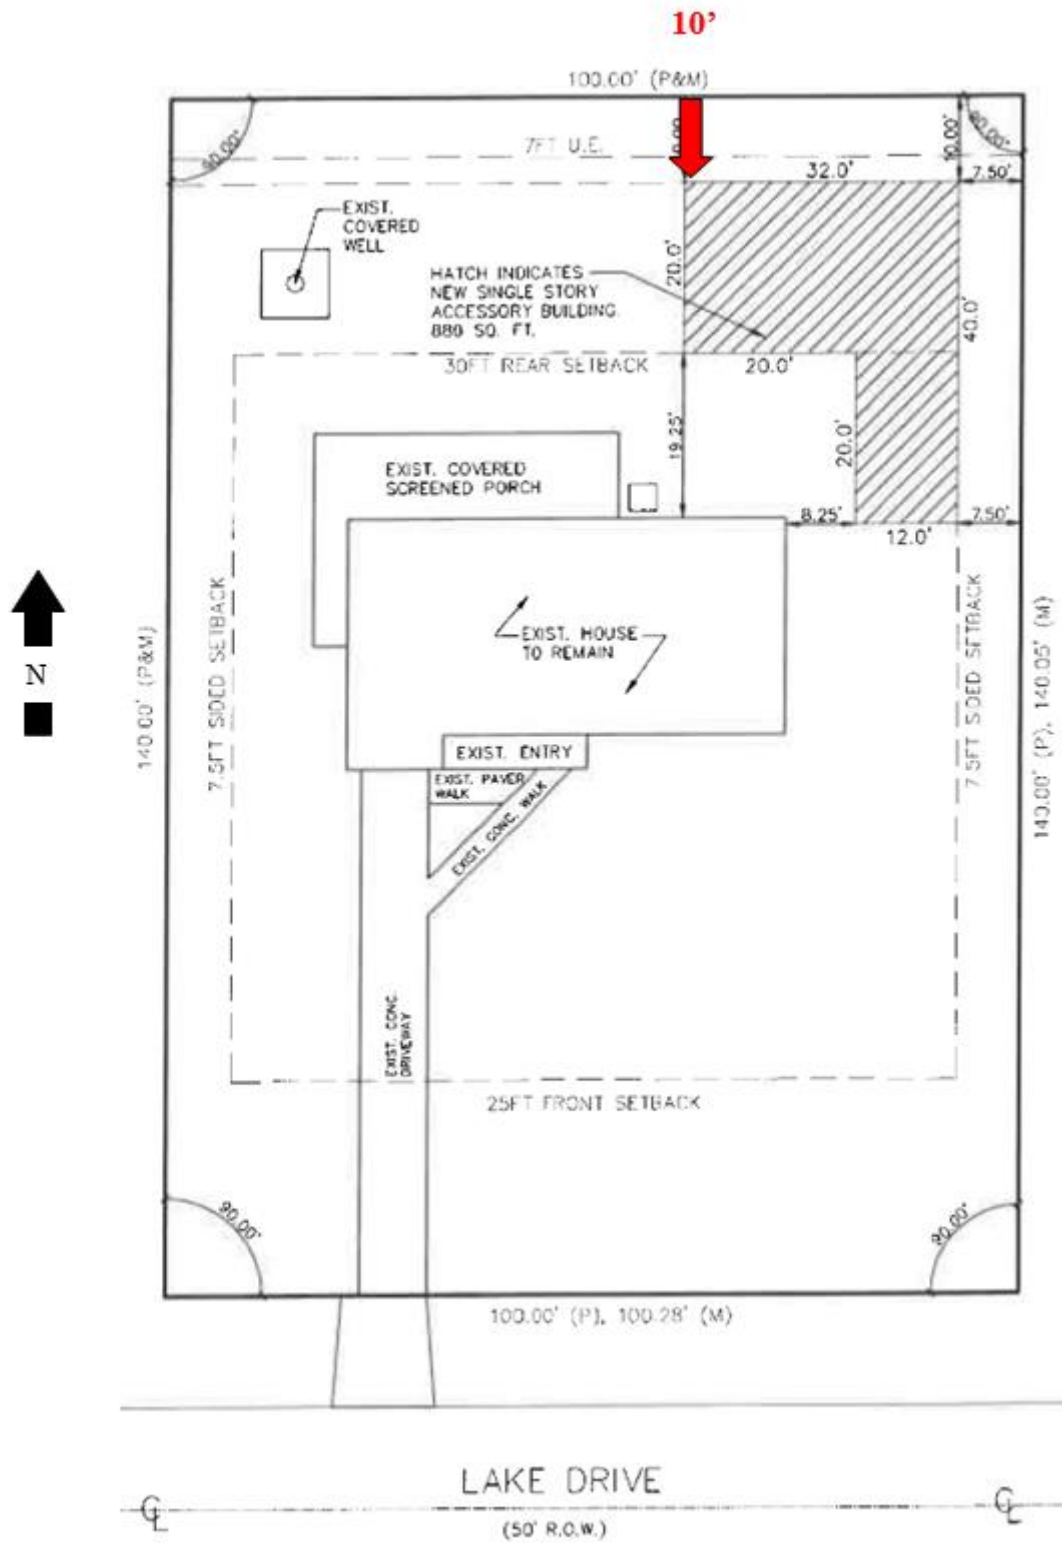 10’
100.00' (P&M)
90.00'
7FT U.E.
10.00'
90.00'
32.0'
7.50'
EXIST.
COVERED
WELL
HATCH INDICATES
NEW SINGLE STORY
ACCESSORY BUILDING.
880 SQ. FT.
20.0'
40.0'
30FT REAR SETBACK
20.0'
19.25'
20.0'
EXIST. COVERED
SCREENED PORCH
8.25'
12.0'
7.50'
N
140.00' (P&M)
7.5FT SIDED SETBACK
EXIST. HOUSE
TO REMAIN
7.5FT SIDED SETBACK
140.00' (P), 140.05' (M)
EXIST. ENTRY
EXIST. PAVER
WALK
EXIST. CONC. WALK
EXIST. CONC.
DRIVEWAY
25FT FRONT SETBACK
90.00'
90.00'
100.00' (P), 100.28' (M)
LAKE DRIVE
(50' R.O.W.)